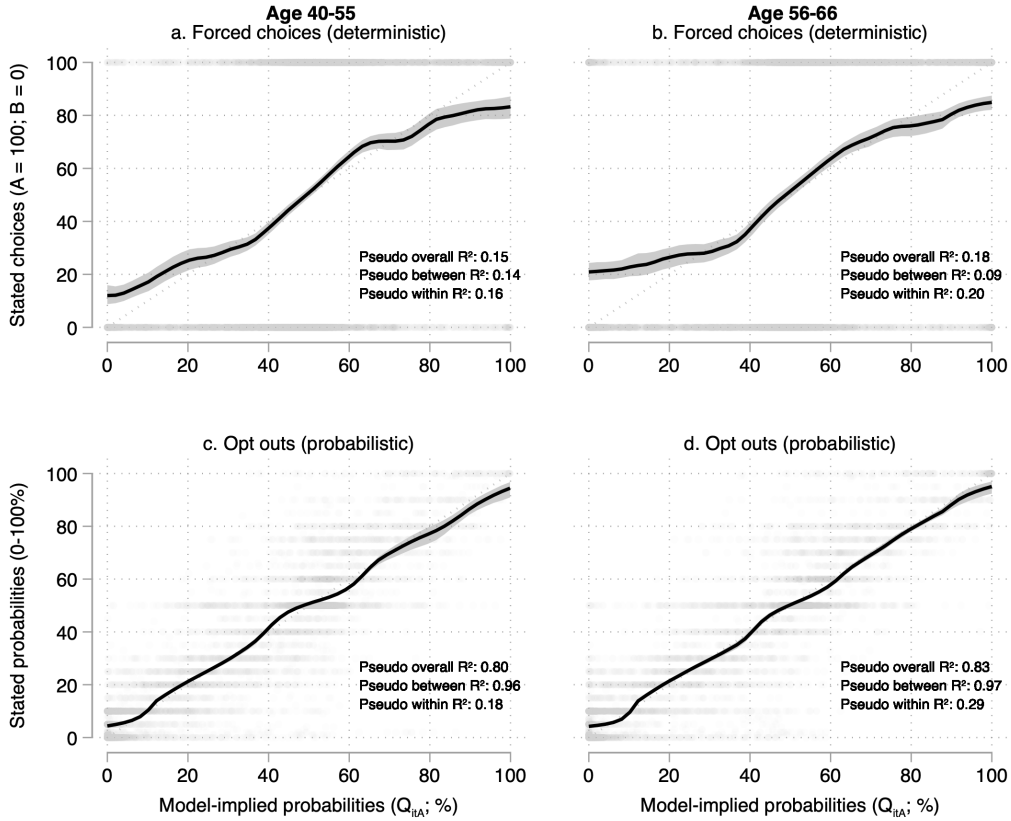 Age 40-55
a. Forced choices (deterministic)
Stated choices (A = 100; B = 0)
100
80
60
40
20
0
Pseudo overall R²: 0.15
Pseudo between R²: 0.14
Pseudo within R²: 0.16
0 20 40 60 80 100
Age 56-66
b. Forced choices (deterministic)
Pseudo overall R²: 0.18
Pseudo between R²: 0.09
Pseudo within R²: 0.20
0 20 40 60 80 100
c. Opt outs (probabilistic)
Stated probabilities (0-100%)
100
80
60
40
20
0
Pseudo overall R²: 0.80
Pseudo between R²: 0.96
Pseudo within R²: 0.18
0 20 40 60 80 100
Model-implied probabilities (QitA; %)
d. Opt outs (probabilistic)
Pseudo overall R²: 0.83
Pseudo between R²: 0.97
Pseudo within R²: 0.29
0 20 40 60 80 100
Model-implied probabilities (QitA; %)